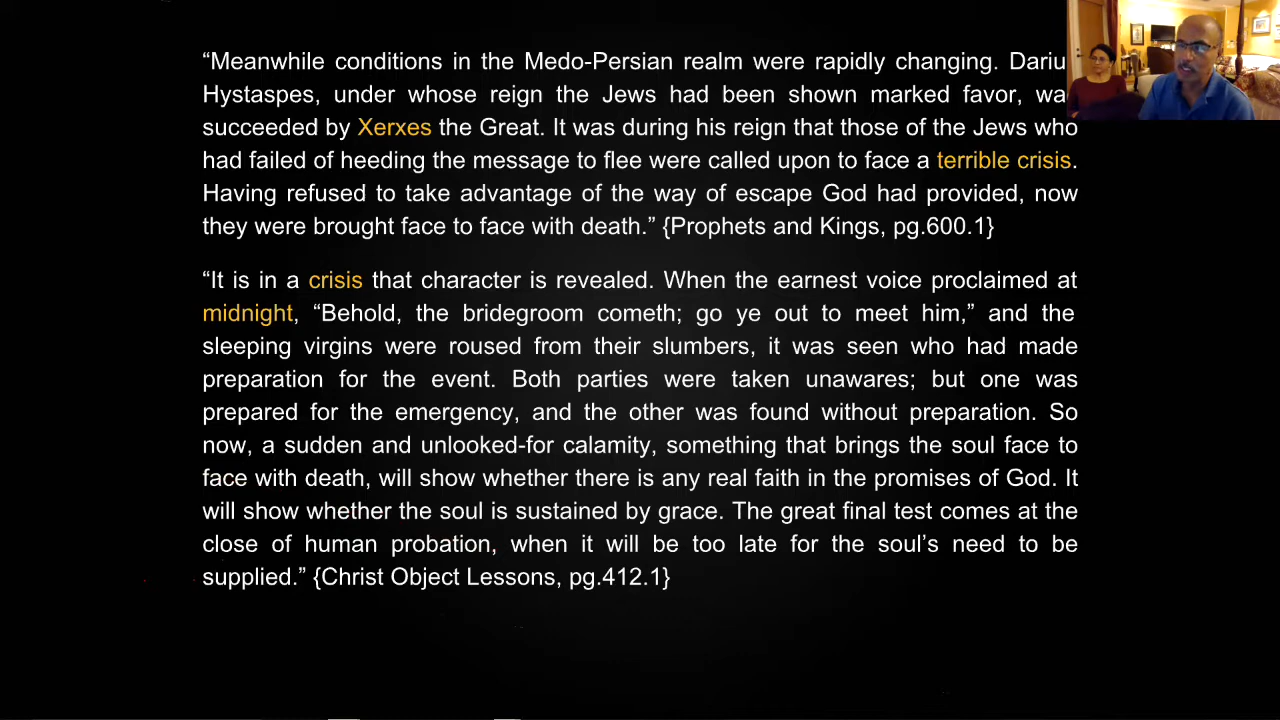 “Meanwhile conditions in the Medo-Persian realm were rapidly changing.
Hystaspes, under whose reign the Jews had been shown marked favor,
succeeded by Xerxes the Great. It was during his reign that those of the Jews who
had failed of heeding the message to flee were called upon to face a terrible crisis.
Having refused to take advantage of the way of escape God had provided, now
they were brought face to face with death.” {Prophets and Kings, pg.600.1}
“It is in a crisis that character is revealed. When the earnest voice proclaimed at
midnight, “Behold, the bridegroom cometh; go ye out to meet him,” and the
sleeping virgins were roused from their slumbers, it was seen who had made
preparation for the event. Both parties were taken unawares; but one was
prepared for the emergency, and the other was found without preparation. So
now, a sudden and unlooked-for calamity, something that brings the soul face to
face with death, will show whether there is any real faith in the promises of God. It
will show whether the soul is sustained by grace. The great final test comes at the
close of human probation, when it will be too late for the soul’s need to be
supplied.” {Christ Object Lessons, pg.412.1}